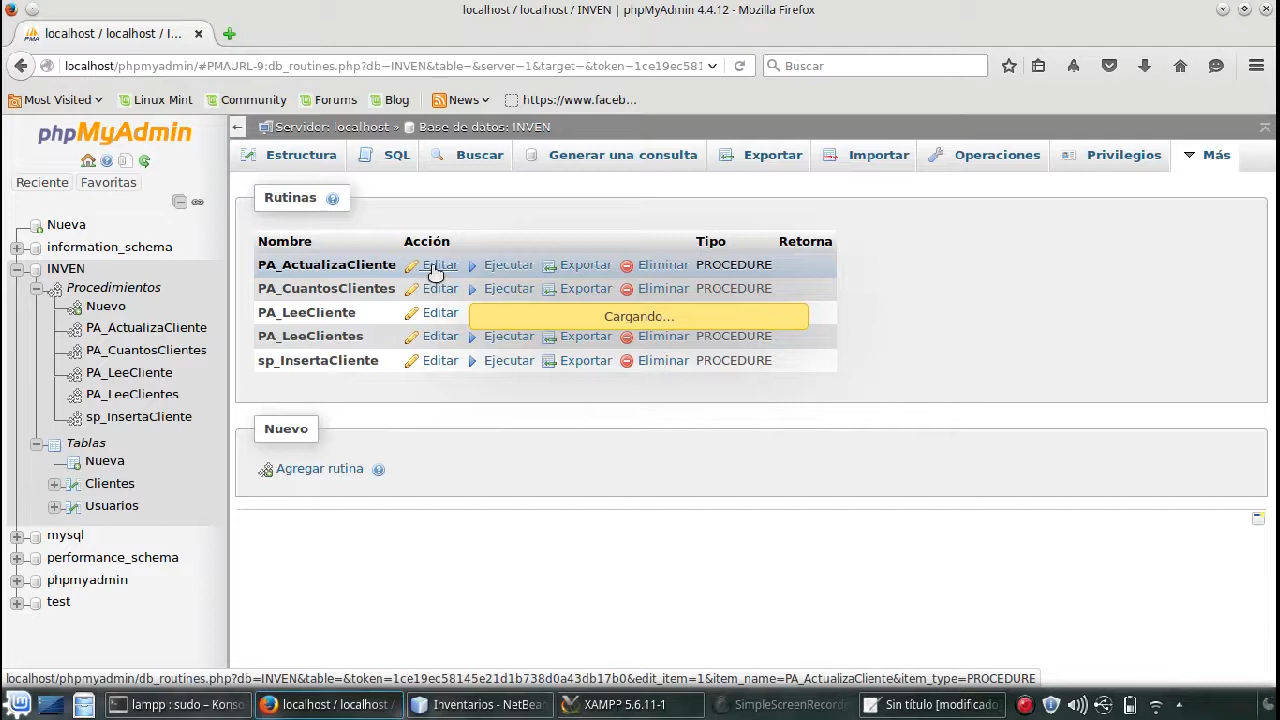 localhost / localhost / INVEN | phpMyAdmin 4.4.12 - Mozilla Firefox
PMA localhost / localhost / I...
localhost/phpmyadmin/#PMAURL-9:db_routines.php?db=INVEN&table=&server=1&target=&token=1ce19ec581
Buscar
Most Visited Linux Mint Community Forums Blog News https://www.faceb...
phpMyAdmin
Servidor: localhost » Base de datos: INVEN
Estructura SQL Buscar Generar una consulta Exportar Importar Operaciones Privilegios Más
Reciente Favoritas
Nueva
information_schema
INVEN
Procedimientos
Nuevo
PA_ActualizaCliente
PA_CuantosClientes
PA_LeeCliente
PA_LeeClientes
sp_InsertaCliente
Tablas
Nueva
Clientes
Usuarios
mysql
performance_schema
phpmyadmin
test
Rutinas
Nombre Acción Tipo Retorna
PA_ActualizaCliente Editar Ejecutar Exportar Eliminar PROCEDURE
PA_CuantosClientes Editar Ejecutar Exportar Eliminar PROCEDURE
PA_LeeCliente Editar
Cargando...
PA_LeeClientes Editar Ejecutar Exportar Eliminar PROCEDURE
sp_InsertaCliente Editar Ejecutar Exportar Eliminar PROCEDURE
Nuevo
Agregar rutina
localhost/phpmyadmin/db_routines.php?db=INVEN&table=&token=1ce19ec58145e21d1b738d0a43db17b0&edit_item=1&item_name=PA_ActualizaCliente&item_type=PROCEDURE
lampp : sudo – Konso localhost / localhost / Inventarios - NetBean XAMPP 5.6.11-1 SimpleScreenRecorde Sin título [modificado]